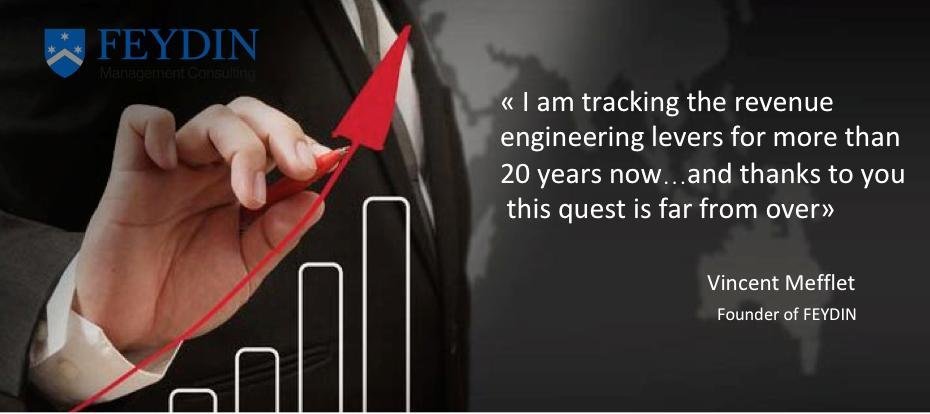 FEYDIN
Management Consulting
« I am tracking the revenue
engineering levers for more than
20 years now...and thanks to you
this quest is far from over»
Vincent Mefflet
Founder of FEYDIN